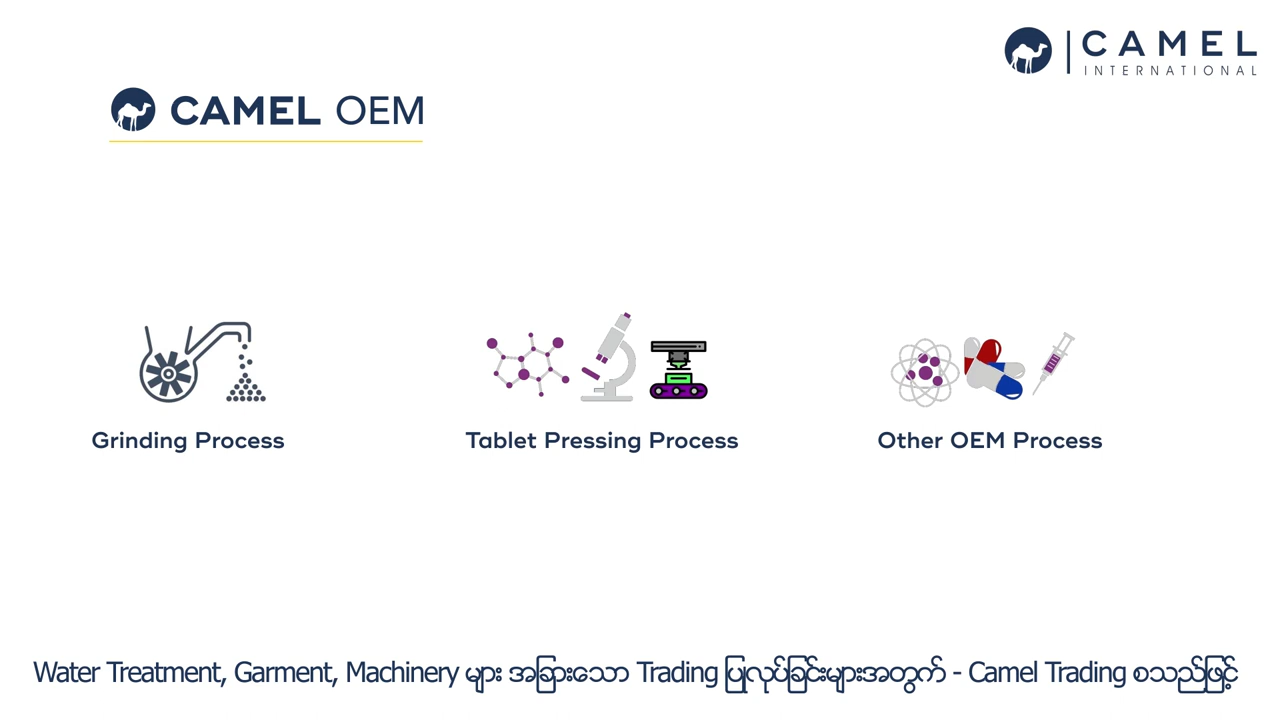 CAMEL
INTERNATIONAL
CAMEL OEM
Grinding Process
Tablet Pressing Process
Other OEM Process
Water Treatment, Garment, Machinery များ အခြားသော Trading ပြုလုပ်ခြင်းများအတွက် - Camel Trading စသည်ဖြင့်